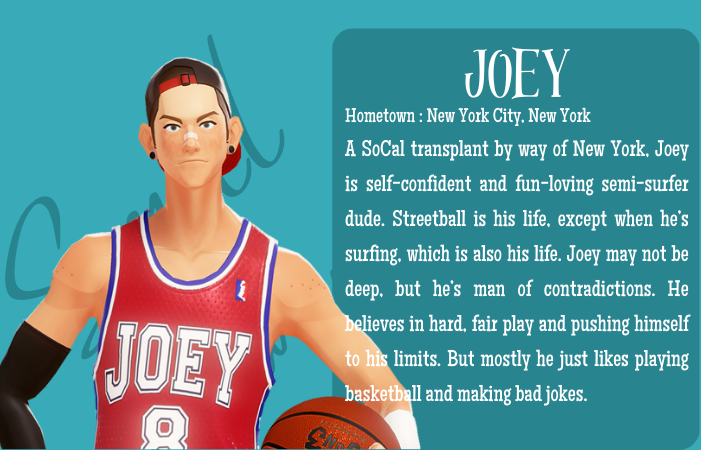 JOEY
Hometown : New York City, New York
A SoCal transplant by way of New York, Joey
is self-confident and fun-loving semi-surfer
dude. Streetball is his life, except when he's
surfing, which is also his life. Joey may not be
deep, but he's man of contradictions. He
believes in hard, fair play and pushing himself
to his limits. But mostly he just likes playing
basketball and making bad jokes.
JOEY
8